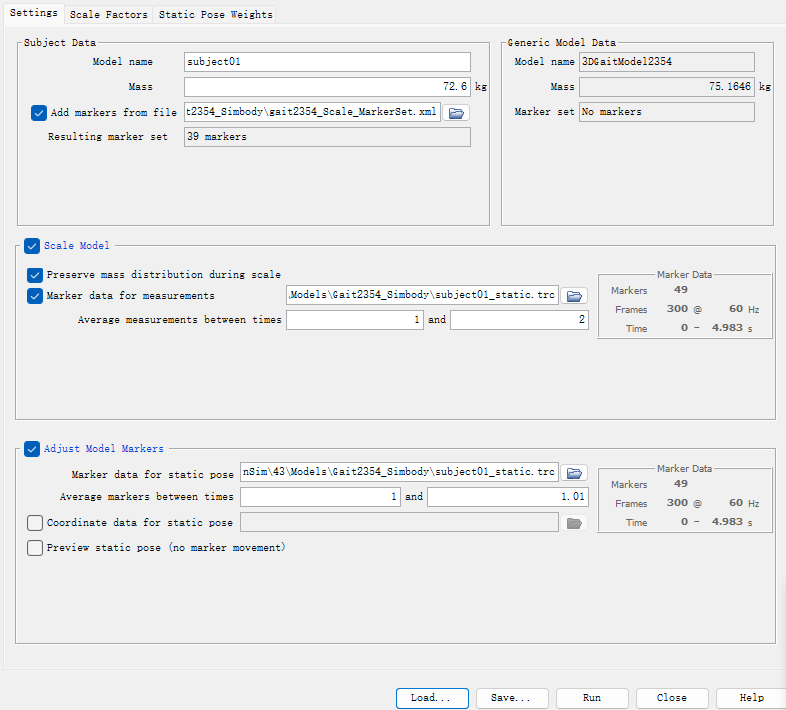 Settings Scale Factors Static Pose Weights
Subject Data
Model name subject01
Mass 72.6 kg
Add markers from file t2354_Simbody\gait2354_Scale_MarkerSet.xml
Resulting marker set 39 markers
Generic Model Data
Model name 3DGaitModel2354
Mass 75.1646 kg
Marker set No markers
Scale Model
Preserve mass distribution during scale
Marker data for measurements \Models\Gait2354_Simbody\subject01_static.trc
Average measurements between times 1 and 2
Marker Data
Markers 49
Frames 300 @ 60 Hz
Time 0 - 4.983 s
Adjust Model Markers
Marker data for static pose nSim\43\Models\Gait2354_Simbody\subject01_static.trc
Average markers between times 1 and 1.01
Coordinate data for static pose
Preview static pose (no marker movement)
Marker Data
Markers 49
Frames 300 @ 60 Hz
Time 0 - 4.983 s
Load... Save... Run Close Help